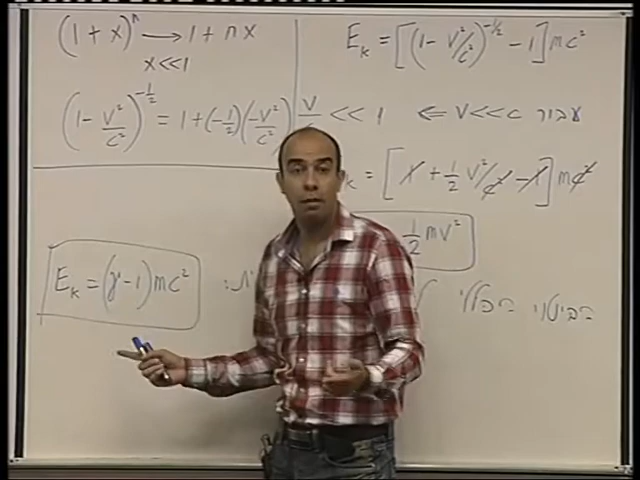 (1 + x)ⁿ ⟶ 1 + nx
x<<1
(1 - v²/c²)^(-1/2) = 1 + (-1/2)(-v²/c²)
E_k = (γ - 1)mc²
E_k = [(1 - v²/c²)^(-1/2) - 1]mc²
עבור v<<c ⇐ v/ << 1
k = [1 + 1/2 v²/c² - 1]mc²
1/2 mv²
הביטוי